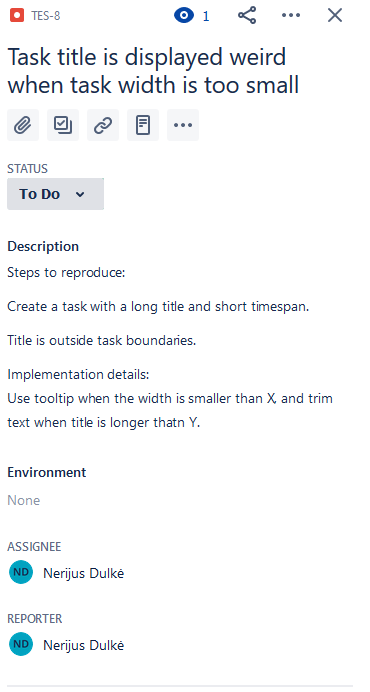 TES-8
1
Task title is displayed weird
when task width is too small
STATUS
To Do
Description
Steps to reproduce:
Create a task with a long title and short timespan.
Title is outside task boundaries.
Implementation details:
Use tooltip when the width is smaller than X, and trim
text when title is longer thatn Y.
Environment
None
ASSIGNEE
ND Nerijus Dulkė
REPORTER
ND Nerijus Dulkė